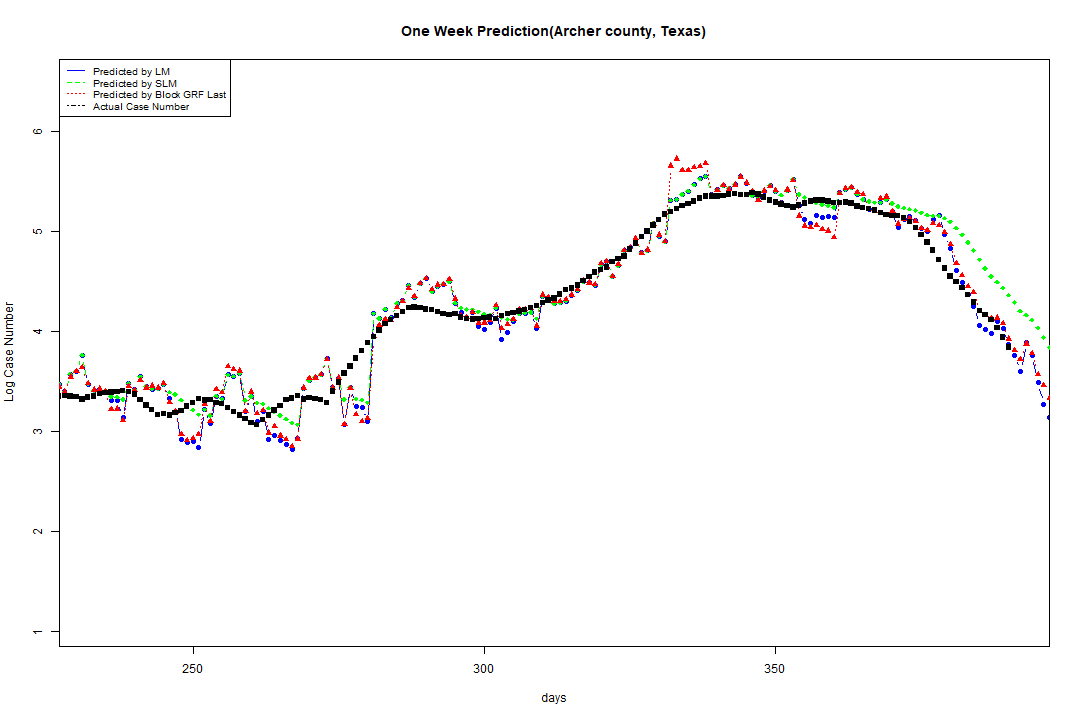 One Week Prediction(Archer county, Texas)
Predicted by LM
Predicted by SLM
Predicted by Block GRF Last
Actual Case Number
6
5
4
3
2
1
Log Case Number
250
300
350
days